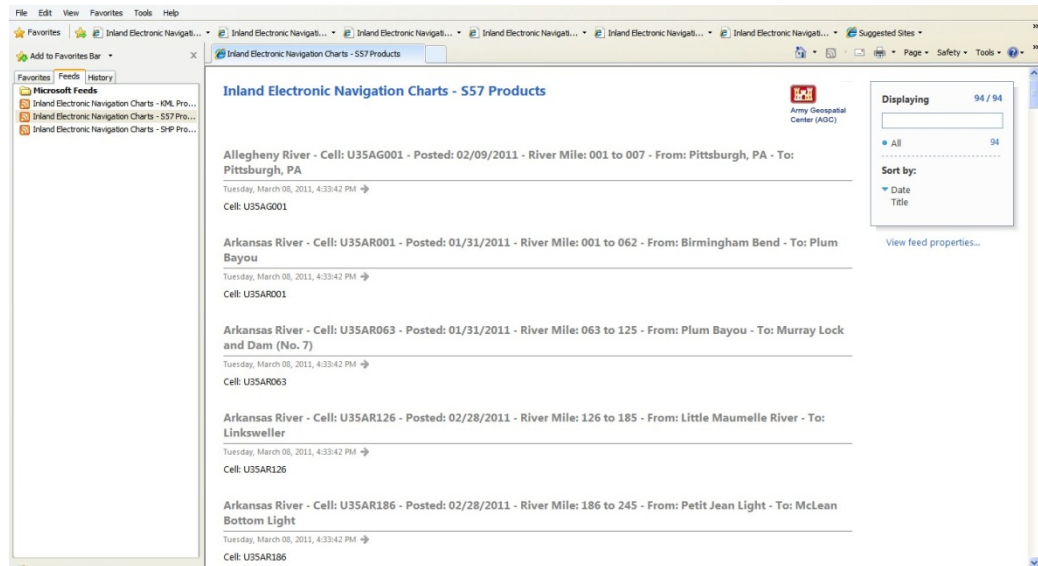 File Edit View Favorites Tools Help
Favorites Inland Electronic Navigati... Inland Electronic Navigati... Inland Electronic Navigati... Inland Electronic Navigati... Inland Electronic Navigati... Suggested Sites
Add to Favorites Bar X
Inland Electronic Navigation Charts - S57 Products
Page Safety Tools
Favorites Feeds History
Microsoft Feeds
Inland Electronic Navigation Charts - KML Pro...
Inland Electronic Navigation Charts - S57 Pro...
Inland Electronic Navigation Charts - SHP Pro...
Inland Electronic Navigation Charts - S57 Products
Army Geospatial
Center (AGC)
Allegheny River - Cell: U35AG001 - Posted: 02/09/2011 - River Mile: 001 to 007 - From: Pittsburgh, PA - To:
Pittsburgh, PA
Tuesday, March 08, 2011, 4:33:42 PM
Cell: U35AG001
Arkansas River - Cell: U35AR001 - Posted: 01/31/2011 - River Mile: 001 to 062 - From: Birmingham Bend - To: Plum
Bayou
Tuesday, March 08, 2011, 4:33:42 PM
Cell: U35AR001
Arkansas River - Cell: U35AR063 - Posted: 01/31/2011 - River Mile: 063 to 125 - From: Plum Bayou - To: Murray Lock
and Dam (No. 7)
Tuesday, March 08, 2011, 4:33:42 PM
Cell: U35AR063
Arkansas River - Cell: U35AR126 - Posted: 02/28/2011 - River Mile: 126 to 185 - From: Little Maumelle River - To:
Linksweller
Tuesday, March 08, 2011, 4:33:42 PM
Cell: U35AR126
Arkansas River - Cell: U35AR186 - Posted: 02/28/2011 - River Mile: 186 to 245 - From: Petit Jean Light - To: McLean
Bottom Light
Tuesday, March 08, 2011, 4:33:42 PM
Cell: U35AR186
Displaying 94 / 94
All 94
Sort by:
Date
Title
View feed properties...